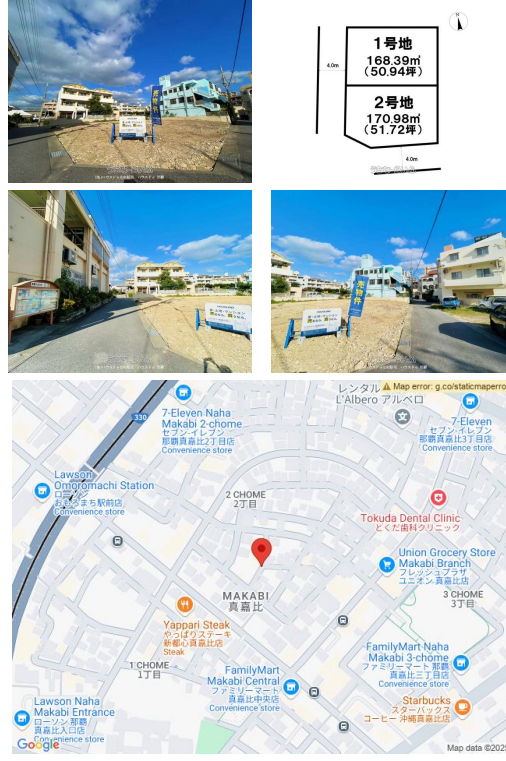 1号地
168.39㎡
(50.94坪)
4.0m
2号地
170.98㎡
(51.72坪)
4.0m
売物件
Map error: g.co/staticmaperro
レンタル
L'Albero アルベロ
330
7-Eleven Naha
Makabi 2-chome
セブン-イレブン
那覇真嘉比2丁目店
Convenience store
7-Eleven
セブン-イレブン
那覇真嘉比3丁目店
Convenience store
Lawson
Omoromachi Station
ローソン
おもろまち駅前店
Convenience store
2 CHOME
2丁目
Tokuda Dental Clinic
とくだ歯科クリニック
Union Grocery Store
Makabi Branch
フレッシュプラザ
ユニオン 真嘉比店
MAKABI
真嘉比
3 CHOME
3丁目
Yappari Steak
やっぱりステーキ
新都心真嘉比店
Steak
FamilyMart Naha
Makabi 3-chome
ファミリーマート 那覇
真嘉比三丁目店
Convenience store
1 CHOME
1丁目
FamilyMart
Makabi Central
ファミリーマート
真嘉比中央店
Convenience store
Lawson Naha
Makabi Entrance
ローソン 那覇
真嘉比入口店
Convenience store
Starbucks
スターバックス
コーヒー 沖縄真嘉比店
Google
Map data ©2025